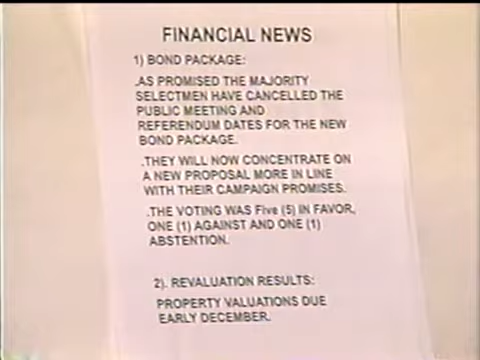 FINANCIAL NEWS
1) BOND PACKAGE:
.AS PROMISED THE MAJORITY
SELECTMEN HAVE CANCELLED THE
PUBLIC MEETING AND
REFERENDUM DATES FOR THE NEW
BOND PACKAGE.
.THEY WILL NOW CONCENTRATE ON
A NEW PROPOSAL MORE IN LINE
WITH THEIR CAMPAIGN PROMISES.
.THE VOTING WAS Five (5) IN FAVOR,
ONE (1) AGAINST AND ONE (1)
ABSTENTION.
2). REVALUATION RESULTS:
PROPERTY VALUATIONS DUE
EARLY DECEMBER.